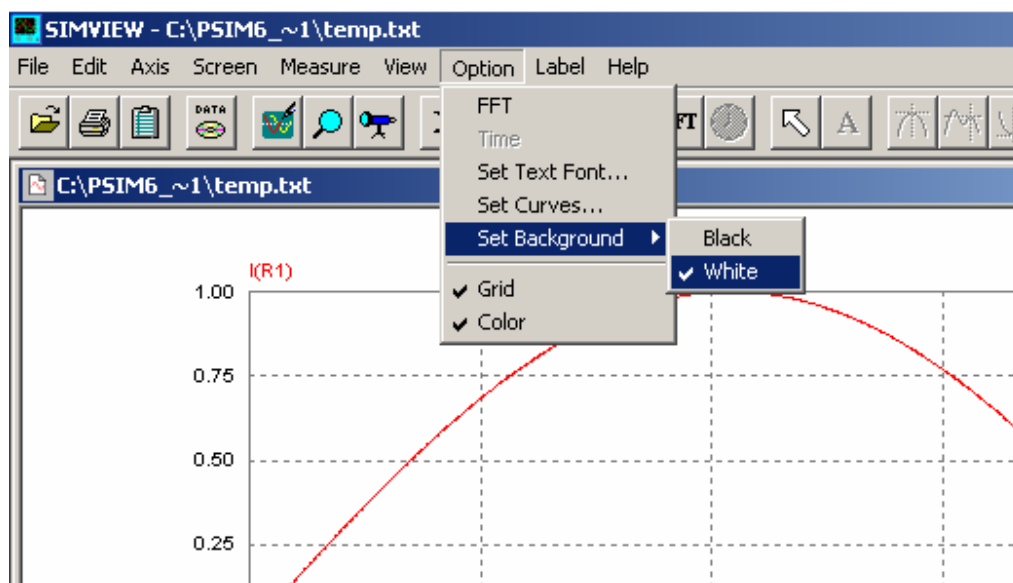 SIMVIEW - C:\PSIM6_~1\temp.txt
File Edit Axis Screen Measure View Option Label Help
DATA
FT
A
FFT
Time
Set Text Font...
Set Curves...
Set Background
Black
White
Grid
Color
C:\PSIM6_~1\temp.txt
I(R1)
1.00
0.75
0.50
0.25